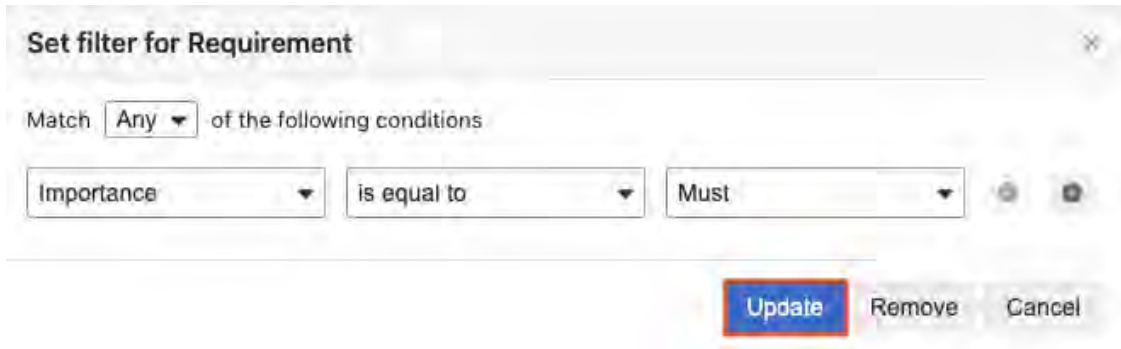 Set filter for Requirement
Match Any of the following conditions
Importance is equal to Must
Update Remove Cancel